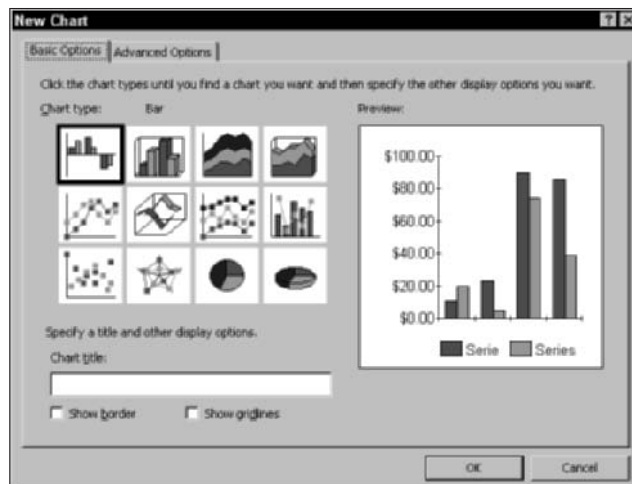 New Chart
Basic Options
Advanced Options
Click the chart types until you find a chart you want and then specify the other display options you want.
Chart type:
Bar
Preview:
$100.00
$80.00
$60.00
$40.00
$20.00
$0.00
Serie
Series
Specify a title and other display options.
Chart title:
Show border
Show gridlines
OK
Cancel